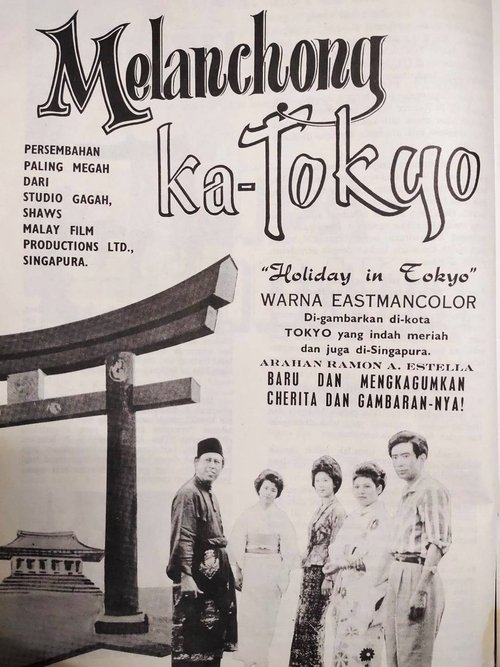 Melanchong
ka-Tokyo
PERSEMBAHAN
PALING MEGAH
DARI
STUDIO GAGAH,
SHAWS
MALAY FILM
PRODUCTIONS LTD.,
SINGAPURA.
"Holiday in Tokyo"
WARNA EASTMANCOLOR
Di-gambarkan di-kota
TOKYO yang indah meriah
dan juga di-Singapura.
ARAHAN RAMON A. ESTELLA
BARU DAN MENGKAGUMKAN
CHERITA DAN GAMBARAN-NYA!